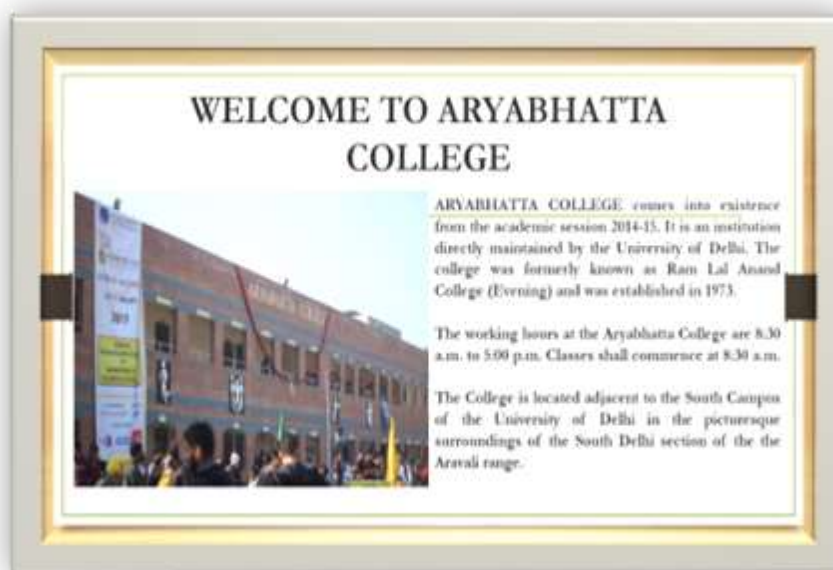 WELCOME TO ARYABHATTA
COLLEGE
ARYABHATTA COLLEGE comes into existence
from the academic session 2014-15. It is an institution
directly maintained by the University of Delhi. The
college was formerly known as Ram Lal Anand
College (Evening) and was established in 1973.
The working hours at the Aryabhatta College are 8.30
a.m. to 5:00 p.m. Classes shall commence at 8:30 a.m.
The College is located adjacent to the South Campus
of the University of Delhi in the picturesque
surroundings of the South Delhi section of the the
Aravali range.
2017